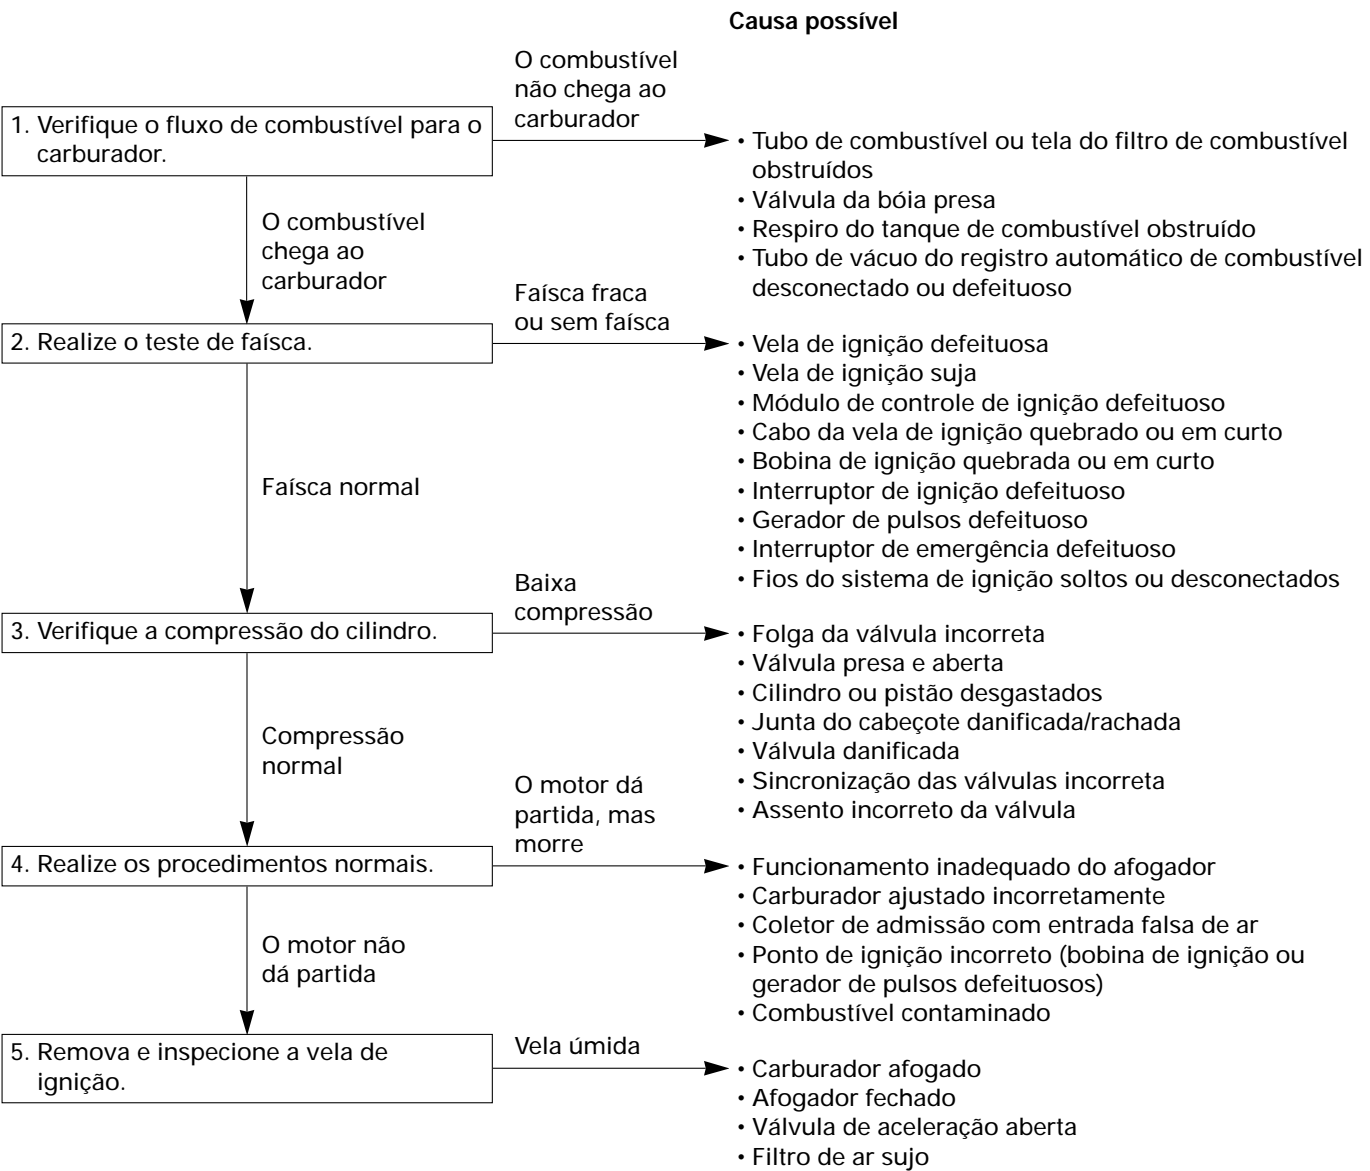 Causa possível
O combustível
não chega ao
carburador
1. Verifique o fluxo de combustível para o
carburador.
• Tubo de combustível ou tela do filtro de combustível
obstruídos
• Válvula da bóia presa
• Respiro do tanque de combustível obstruído
• Tubo de vácuo do registro automático de combustível
desconectado ou defeituoso
O combustível
chega ao
carburador
Faísca fraca
ou sem faísca
2. Realize o teste de faísca.
• Vela de ignição defeituosa
• Vela de ignição suja
• Módulo de controle de ignição defeituoso
• Cabo da vela de ignição quebrado ou em curto
• Bobina de ignição quebrada ou em curto
• Interruptor de ignição defeituoso
• Gerador de pulsos defeituoso
• Interruptor de emergência defeituoso
• Fios do sistema de ignição soltos ou desconectados
Faísca normal
Baixa
compressão
3. Verifique a compressão do cilindro.
• Folga da válvula incorreta
• Válvula presa e aberta
• Cilindro ou pistão desgastados
• Junta do cabeçote danificada/rachada
• Válvula danificada
• Sincronização das válvulas incorreta
• Assento incorreto da válvula
Compressão
normal
O motor dá
partida, mas
morre
4. Realize os procedimentos normais.
• Funcionamento inadequado do afogador
• Carburador ajustado incorretamente
• Coletor de admissão com entrada falsa de ar
• Ponto de ignição incorreto (bobina de ignição ou
gerador de pulsos defeituosos)
• Combustível contaminado
O motor não
dá partida
Vela úmida
5. Remova e inspecione a vela de
ignição.
• Carburador afogado
• Afogador fechado
• Válvula de aceleração aberta
• Filtro de ar sujo